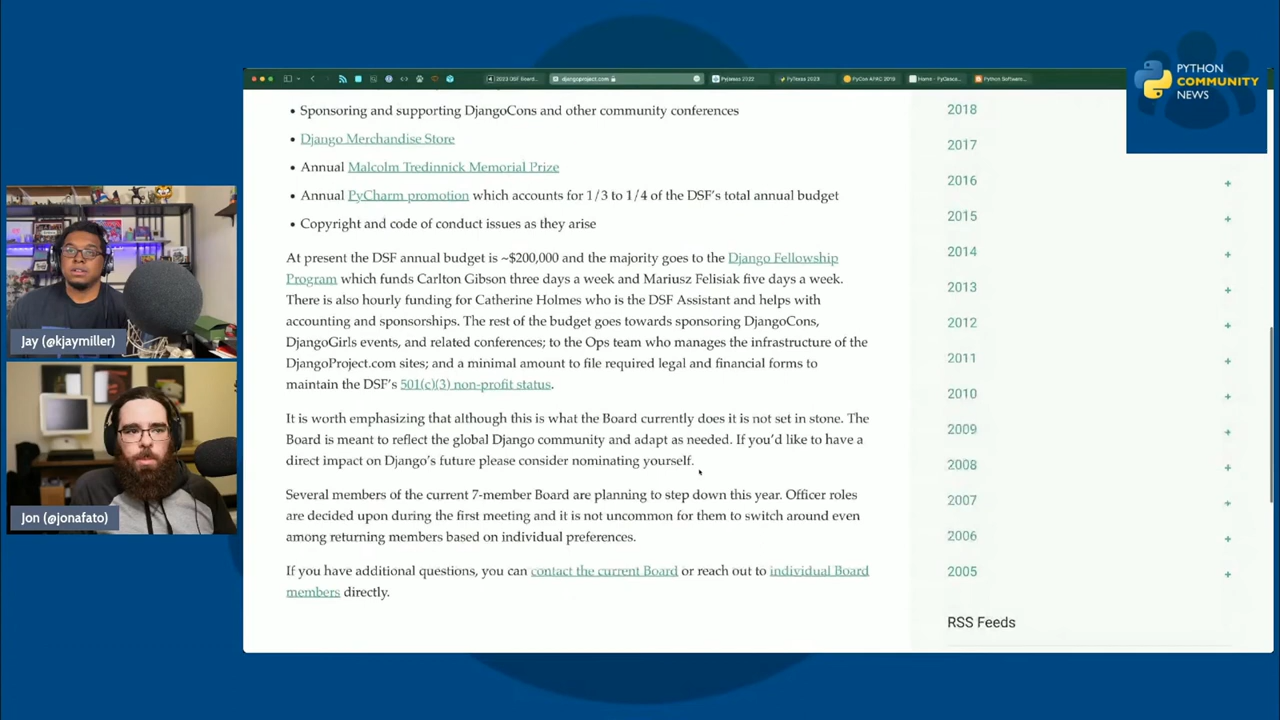 2023 DSF Board...
djangoproject.com
PyTexas 2023
PyCon APAC 2019
Python Software...
PYTHON
COMMUNITY
NEWS
• Sponsoring and supporting DjangoCons and other community conferences
• Django Merchandise Store
• Annual Malcolm Tredinnick Memorial Prize
• Annual PyCharm promotion which accounts for 1/3 to 1/4 of the DSF's total annual budget
• Copyright and code of conduct issues as they arise
At present the DSF annual budget is ~$200,000 and the majority goes to the Django Fellowship
Program which funds Carlton Gibson three days a week and Mariusz Felisiak five days a week.
There is also hourly funding for Catherine Holmes who is the DSF Assistant and helps with
accounting and sponsorships. The rest of the budget goes towards sponsoring DjangoCons,
DjangoGirls events, and related conferences; to the Ops team who manages the infrastructure of the
DjangoProject.com sites; and a minimal amount to file required legal and financial forms to
maintain the DSF's 501(c)(3) non-profit status.
It is worth emphasizing that although this is what the Board currently does it is not set in stone. The
Board is meant to reflect the global Django community and adapt as needed. If you'd like to have a
direct impact on Django's future please consider nominating yourself.
Several members of the current 7-member Board are planning to step down this year. Officer roles
are decided upon during the first meeting and it is not uncommon for them to switch around even
among returning members based on individual preferences.
If you have additional questions, you can contact the current Board or reach out to individual Board
members directly.
2018
2017
2016 +
2015 +
2014 +
2013 +
2012 +
2011 +
2010 +
2009 +
2008 +
2007 +
2006 +
2005 +
RSS Feeds
Jay (@kjaymiller)
Jon (@jonafato)